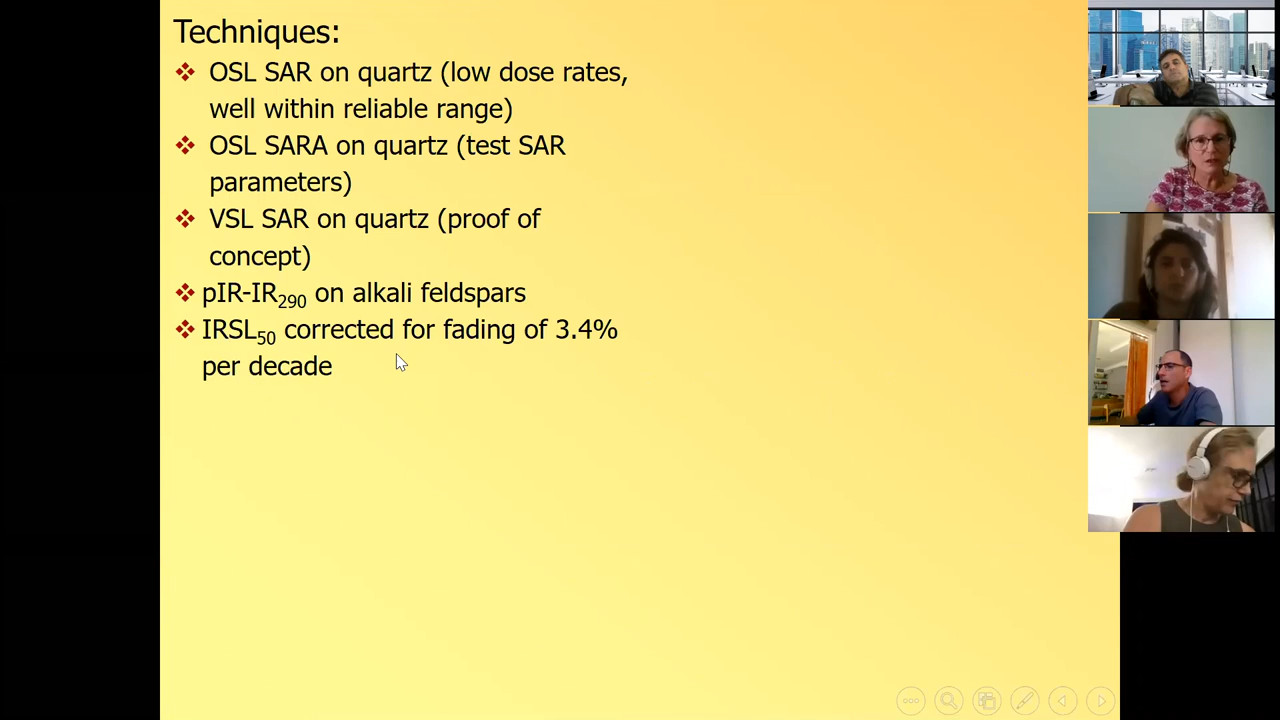 Techniques:
❖ OSL SAR on quartz (low dose rates,
well within reliable range)
❖ OSL SARA on quartz (test SAR
parameters)
❖ VSL SAR on quartz (proof of
concept)
❖ pIR-IR290 on alkali feldspars
❖ IRSL50 corrected for fading of 3.4%
per decade